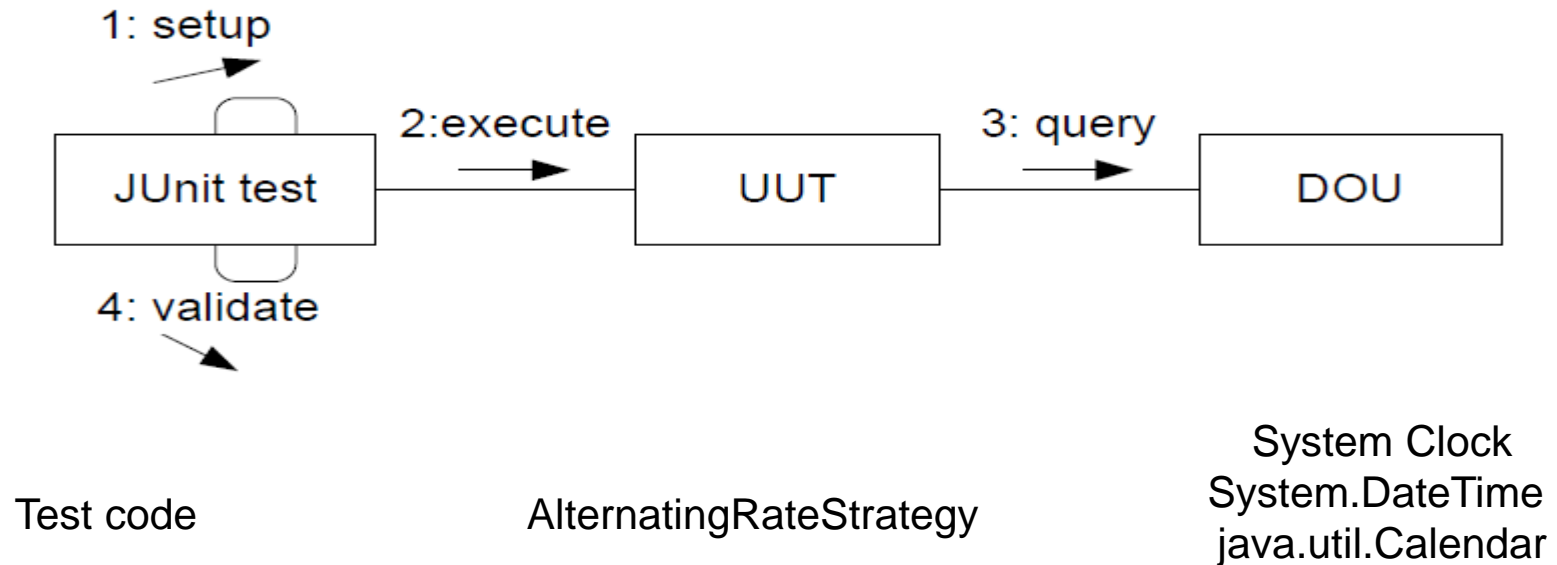 1: setup
2:execute
3: query
JUnit test
UUT
DOU
4: validate
System Clock
Test code
AlternatingRateStrategy
System.DateTime
java.util.Calendar